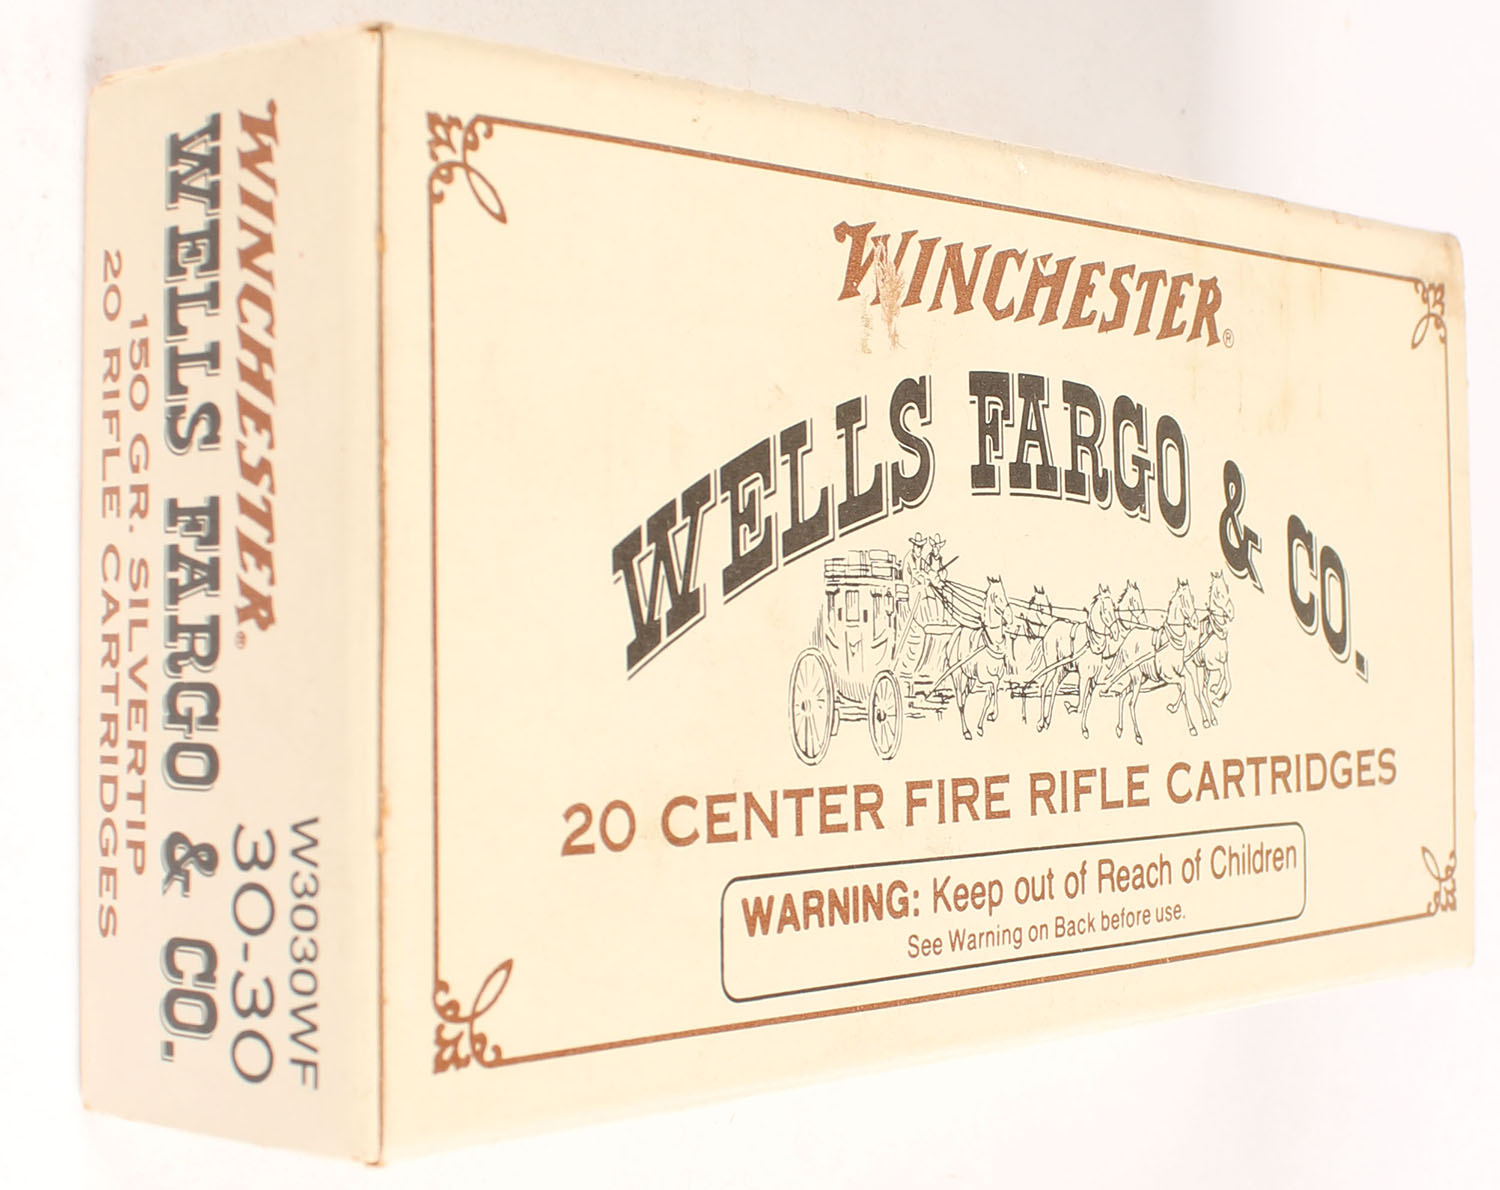 WINCHESTER®
WELLS FARGO & CO.
20 CENTER FIRE RIFLE CARTRIDGES
WARNING: Keep out of Reach of Children
See Warning on Back before use.
W3030WF
30-30
WINCHESTER®
WELLS FARGO & CO.
150 GR. SILVERTIP
20 RIFLE CARTRIDGES